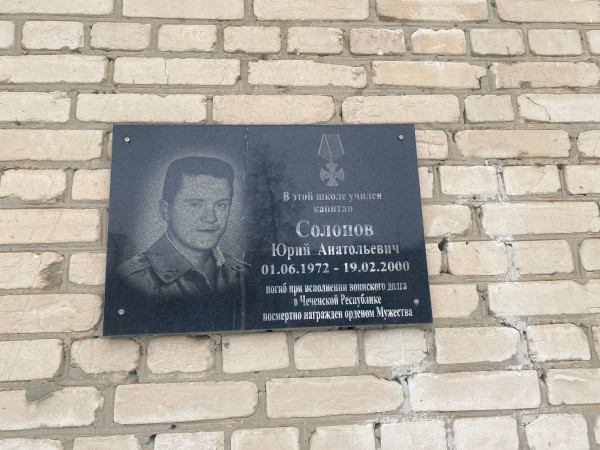 В этой школе учился
капитан
Солопов
Юрий Анатольевич
01.06.1972 - 19.02.2000
погиб при исполнении воинского долга
в Чеченской Республике
посмертно награжден орденом Мужества